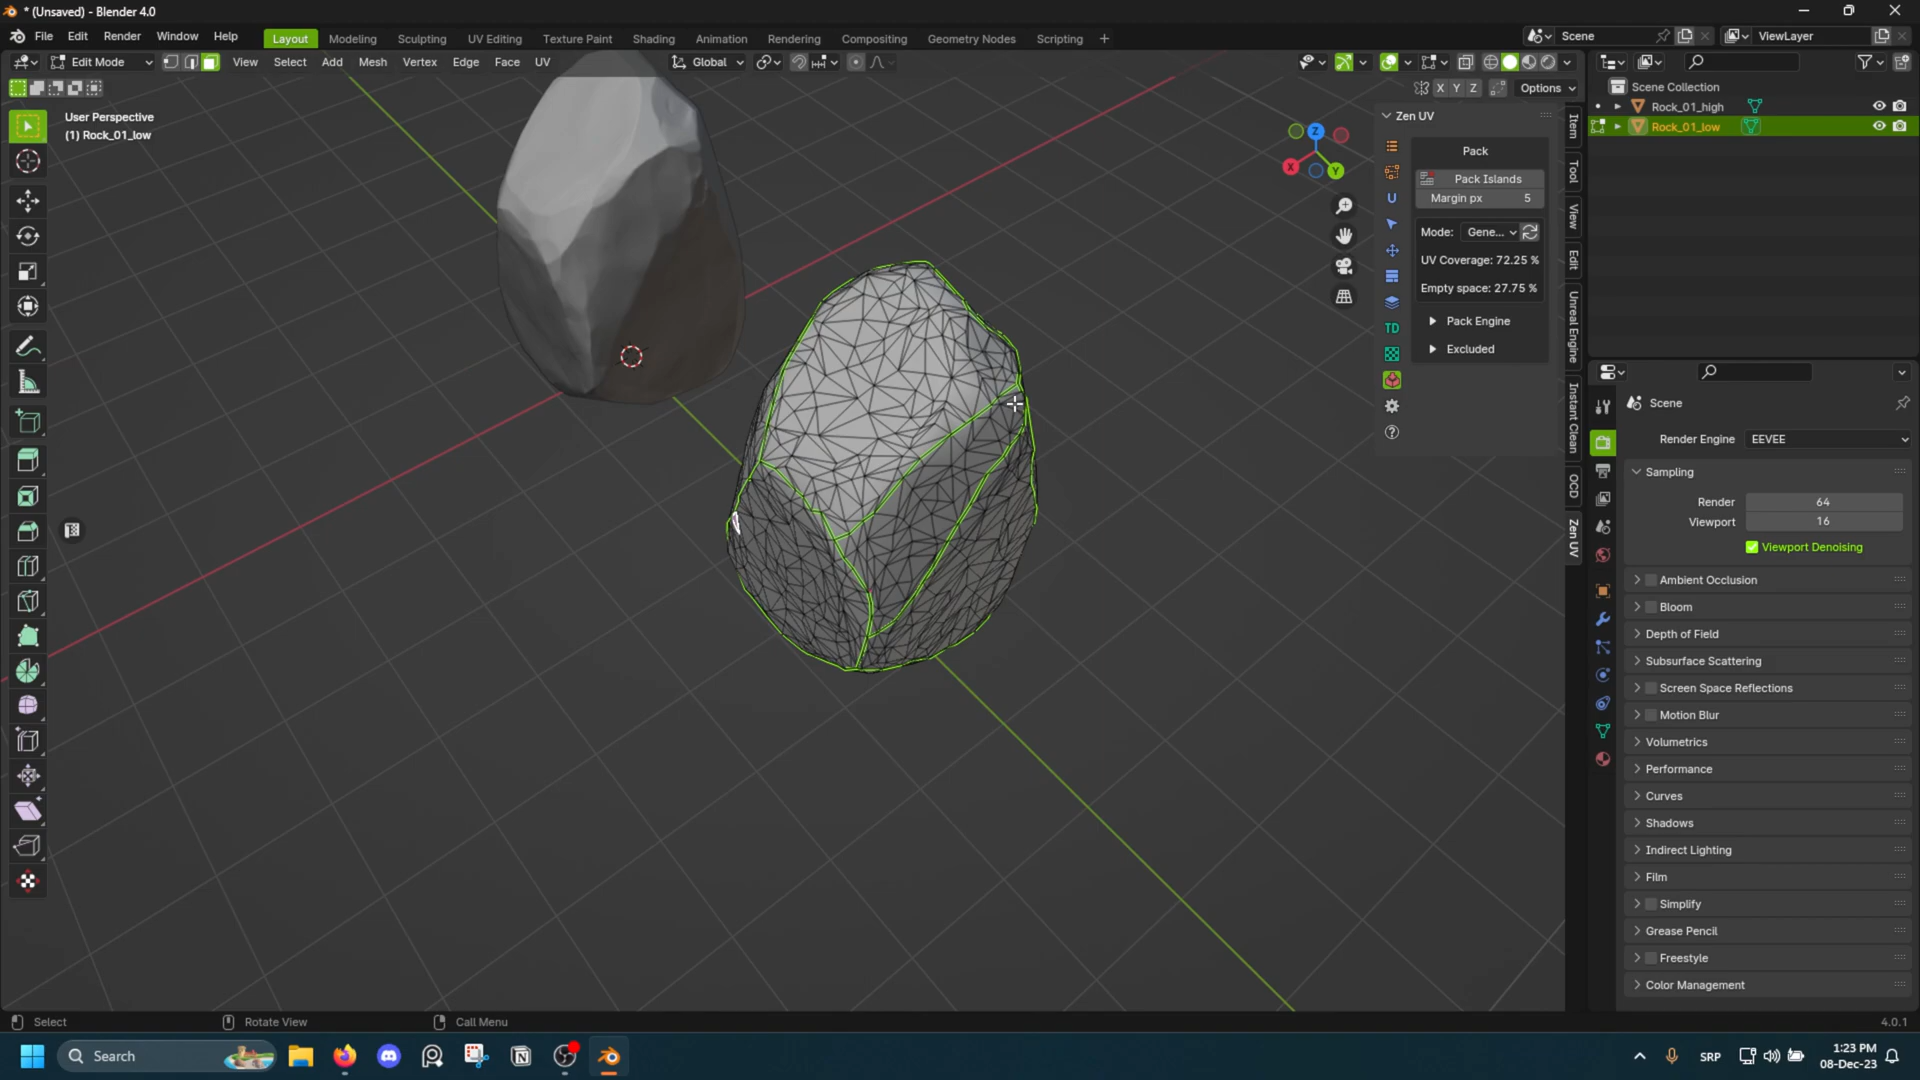 * (Unsaved) - Blender 4.0
File Edit Render Window Help
Layout Modeling Sculpting UV Editing Texture Paint Shading Animation Rendering Compositing Geometry Nodes Scripting +
Scene
ViewLayer
Edit Mode
View Select Add Mesh Vertex Edge Face UV
Global
X Y Z
Options
User Perspective
(1) Rock_01_low
Z
X
Y
Zen UV
Pack
Pack Islands
Margin px 5
Mode: Gene...
UV Coverage: 72.25 %
Empty space: 27.75 %
Pack Engine
Excluded
U
TD
Item
Tool
View
Edit
Unreal Engine
Instant Clean
OCD
Zen UV
Scene Collection
Rock_01_high
Rock_01_low
Scene
Render Engine EEVEE
Sampling
Render 64
Viewport 16
Viewport Denoising
Ambient Occlusion
Bloom
Depth of Field
Subsurface Scattering
Screen Space Reflections
Motion Blur
Volumetrics
Performance
Curves
Shadows
Indirect Lighting
Film
Simplify
Grease Pencil
Freestyle
Color Management
Select
Rotate View
Call Menu
4.0.1
Search
SRP
1:23 PM
08-Dec-23